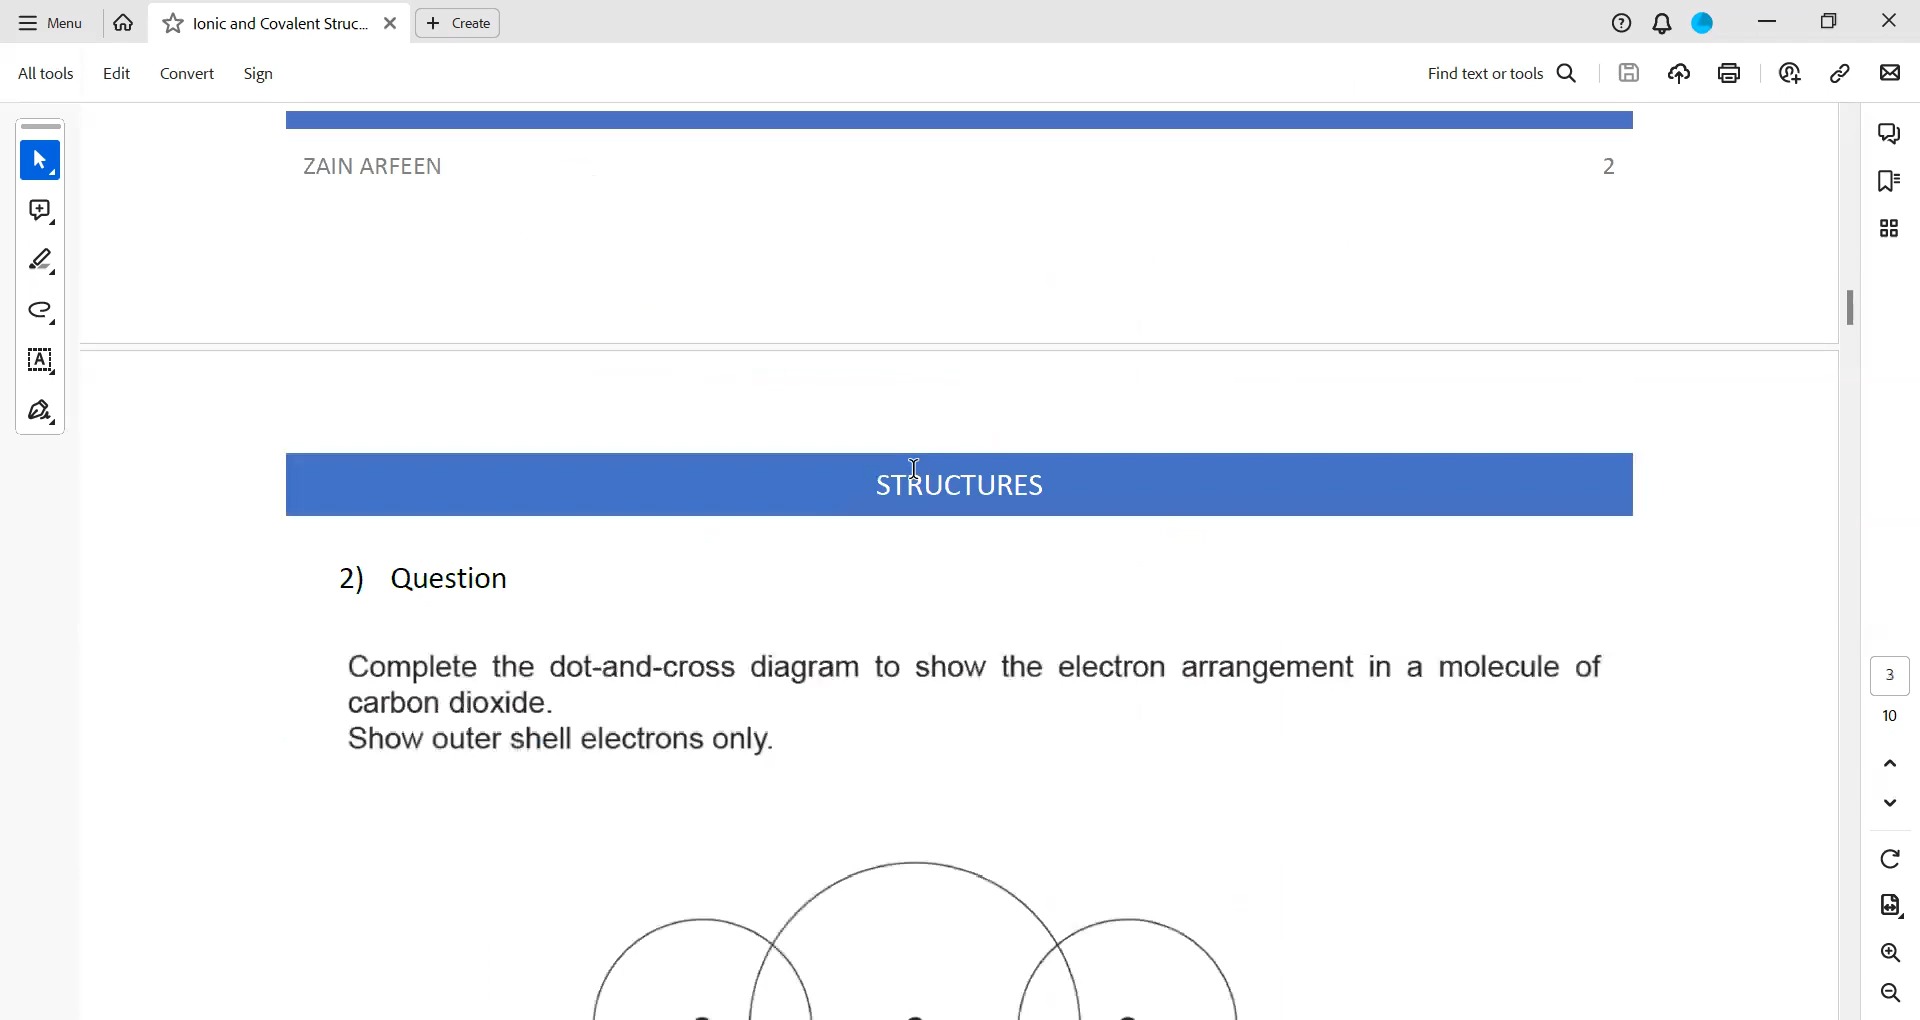 Menu
Ionic and Covalent Struc...
Create
All tools
Edit
Convert
Sign
Find text or tools
ZAIN ARFEEN
2
STRUCTURES
2) Question
Complete the dot-and-cross diagram to show the electron arrangement in a molecule of
carbon dioxide.
Show outer shell electrons only.
3
10